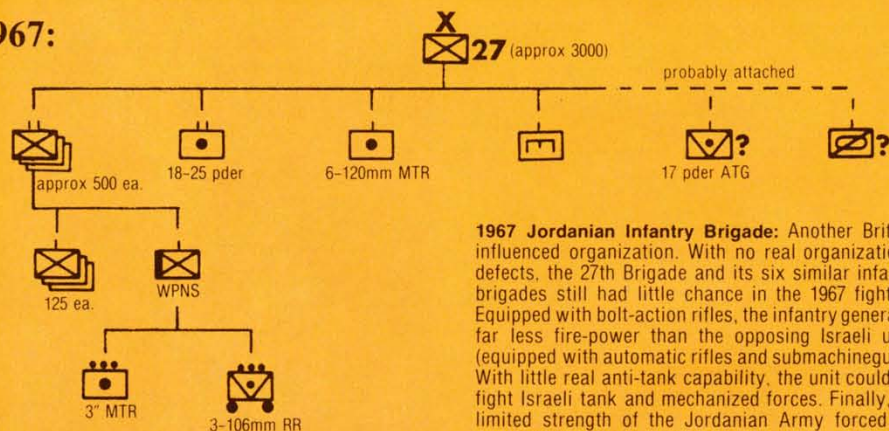 967:
X
27 (approx 3000)
probably attached
approx 500 ea.
18-25 pder
6-120mm MTR
?
17 pder ATG
?
125 ea.
WPNS
3" MTR
3-106mm RR
1967 Jordanian Infantry Brigade: Another Brit
influenced organization. With no real organizatio
defects, the 27th Brigade and its six similar infa
brigades still had little chance in the 1967 fight
Equipped with bolt-action rifles, the infantry genera
far less fire-power than the opposing Israeli u
(equipped with automatic rifles and submachinegu
With little real anti-tank capability, the unit could
fight Israeli tank and mechanized forces. Finally,
limited strength of the Jordanian Army forced